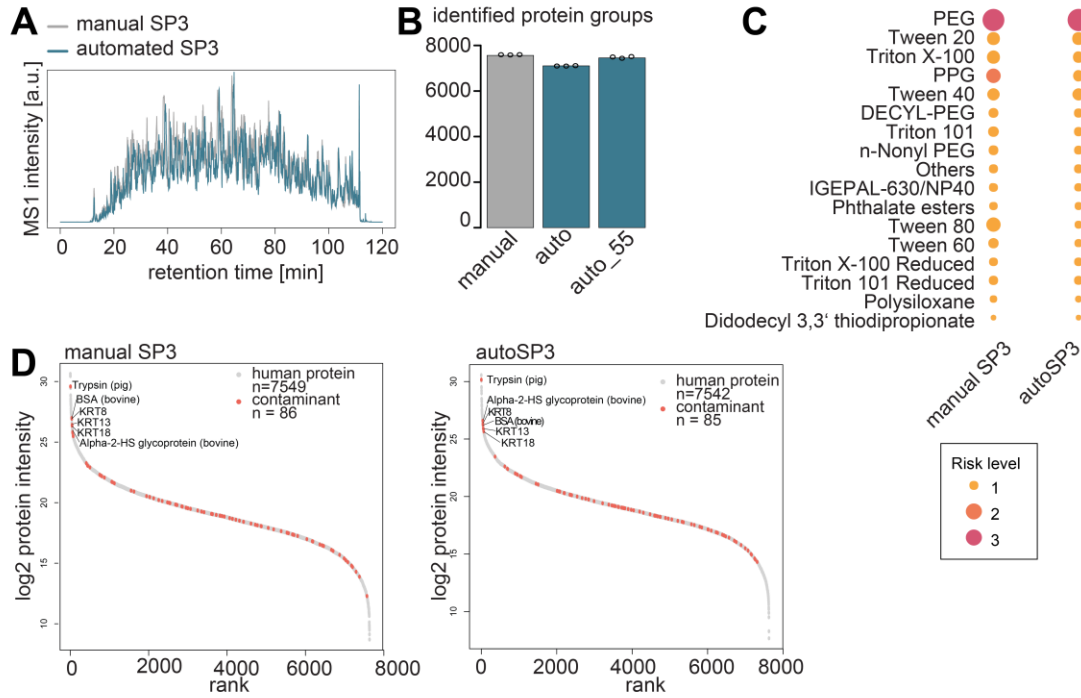 A
manual SP3
automated SP3
MS1 intensity [a.u.]
0 20 40 60 80 100 120
retention time [min]
B identified protein groups
8000
6000
4000
2000
0
manual
auto
auto_55
C
PEG
Tween 20
Triton X-100
PPG
Tween 40
DECYL-PEG
Triton 101
n-Nonyl PEG
Others
IGEPAL-630/NP40
Phthalate esters
Tween 80
Tween 60
Triton X-100 Reduced
Triton 101 Reduced
Polysiloxane
Didodecyl 3,3‘ thiodipropionate
manual SP3
autoSP3
Risk level
1
2
3
D
manual SP3
log2 protein intensity
30
25
20
15
10
Trypsin (pig)
BSA (bovine)
KRT8
KRT13
KRT18
Alpha-2-HS glycoprotein (bovine)
human protein
n=7549
contaminant
n = 86
0 2000 4000 6000 8000
rank
autoSP3
log2 protein intensity
30
25
20
15
10
Trypsin (pig)
Alpha-2-HS glycoprotein (bovine)
KRT8
BSA (bovine)
KRT13
KRT18
human protein
n=7542
contaminant
n = 85
0 2000 4000 6000 8000
rank